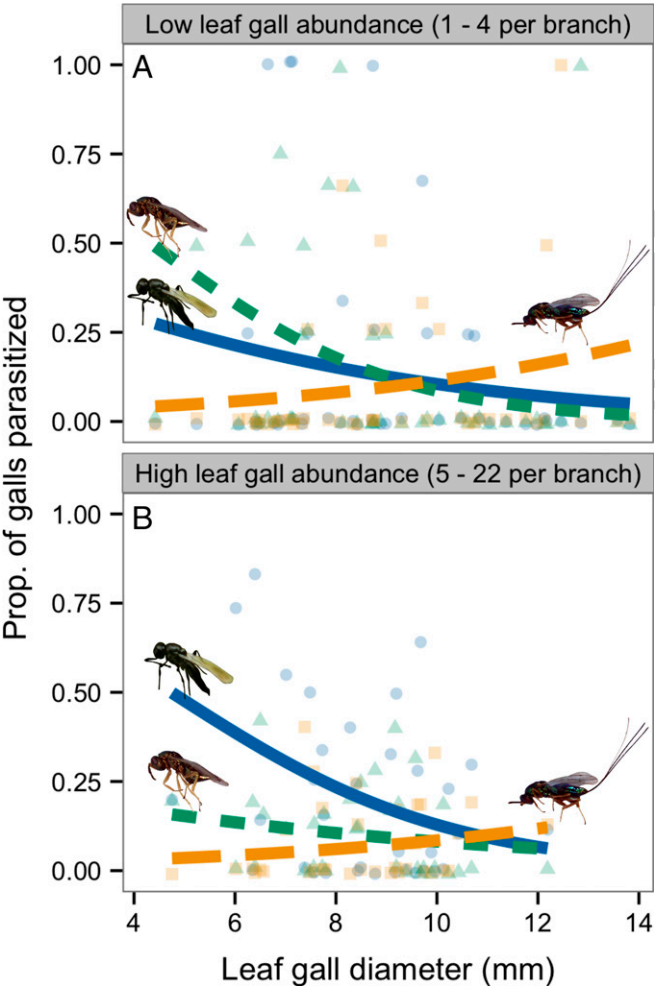 Low leaf gall abundance (1 - 4 per branch)
A
1.00
0.75
0.50
0.25
0.00
High leaf gall abundance (5 - 22 per branch)
B
1.00
0.75
0.50
0.25
0.00
Prop. of galls parasitized
4 6 8 10 12 14
Leaf gall diameter (mm)